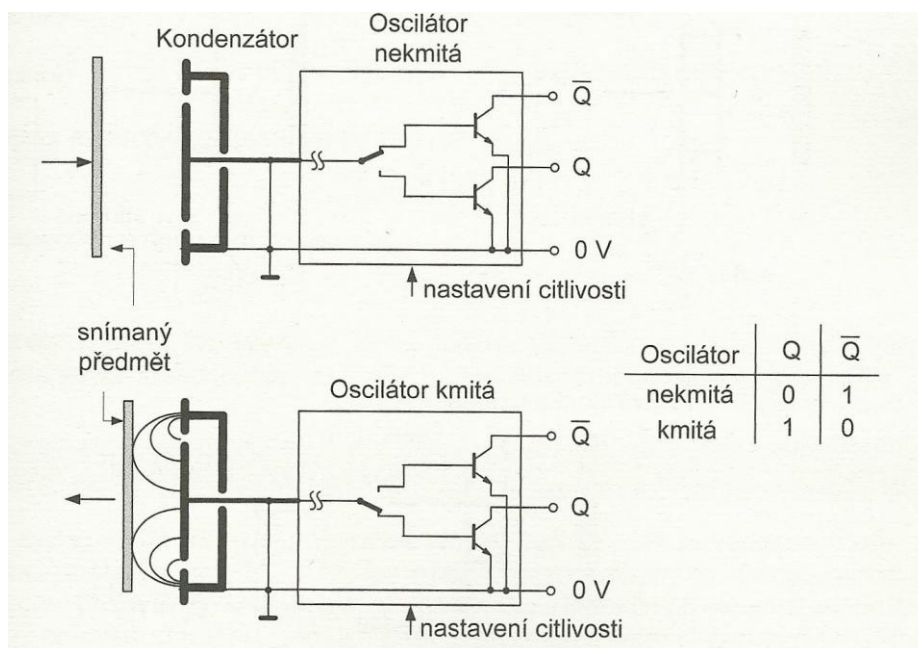 Kondenzátor
Oscilátor
nekmitá
Q̅
Q
0 V
nastavení citlivosti
snímaný
předmět
Oscilátor kmitá
Q̅
Q
0 V
nastavení citlivosti
Oscilátor Q Q̅
nekmitá 0 1
kmitá 1 0